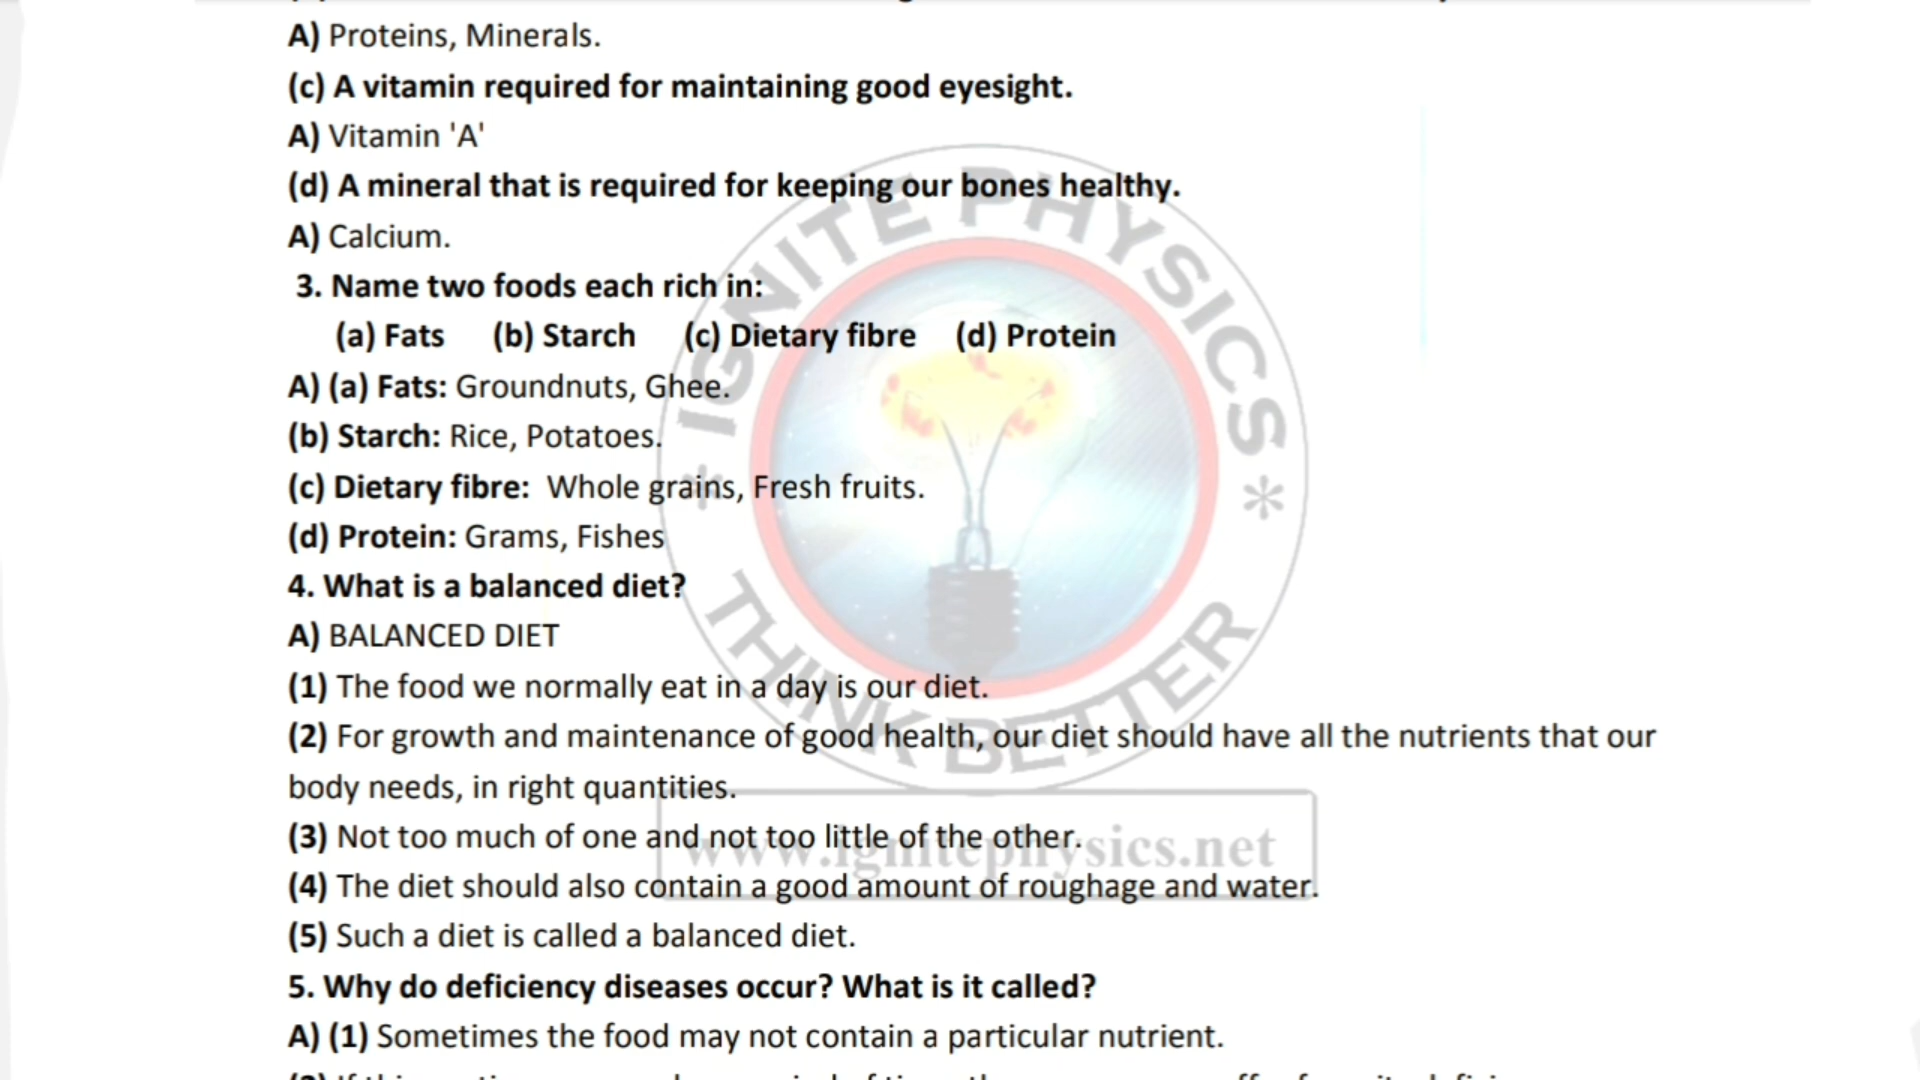 A) Proteins, Minerals.
(c) A vitamin required for maintaining good eyesight.
A) Vitamin 'A'
(d) A mineral that is required for keeping our bones healthy.
A) Calcium.
3. Name two foods each rich in:
(a) Fats (b) Starch (c) Dietary fibre (d) Protein
A) (a) Fats: Groundnuts, Ghee.
(b) Starch: Rice, Potatoes.
(c) Dietary fibre: Whole grains, Fresh fruits.
(d) Protein: Grams, Fishes
4. What is a balanced diet?
A) BALANCED DIET
(1) The food we normally eat in a day is our diet.
(2) For growth and maintenance of good health, our diet should have all the nutrients that our
body needs, in right quantities.
(3) Not too much of one and not too little of the other.
(4) The diet should also contain a good amount of roughage and water.
(5) Such a diet is called a balanced diet.
5. Why do deficiency diseases occur? What is it called?
A) (1) Sometimes the food may not contain a particular nutrient.
* IGNITE PHYSICS *
THINK BETTER
www.ignitephysics.net